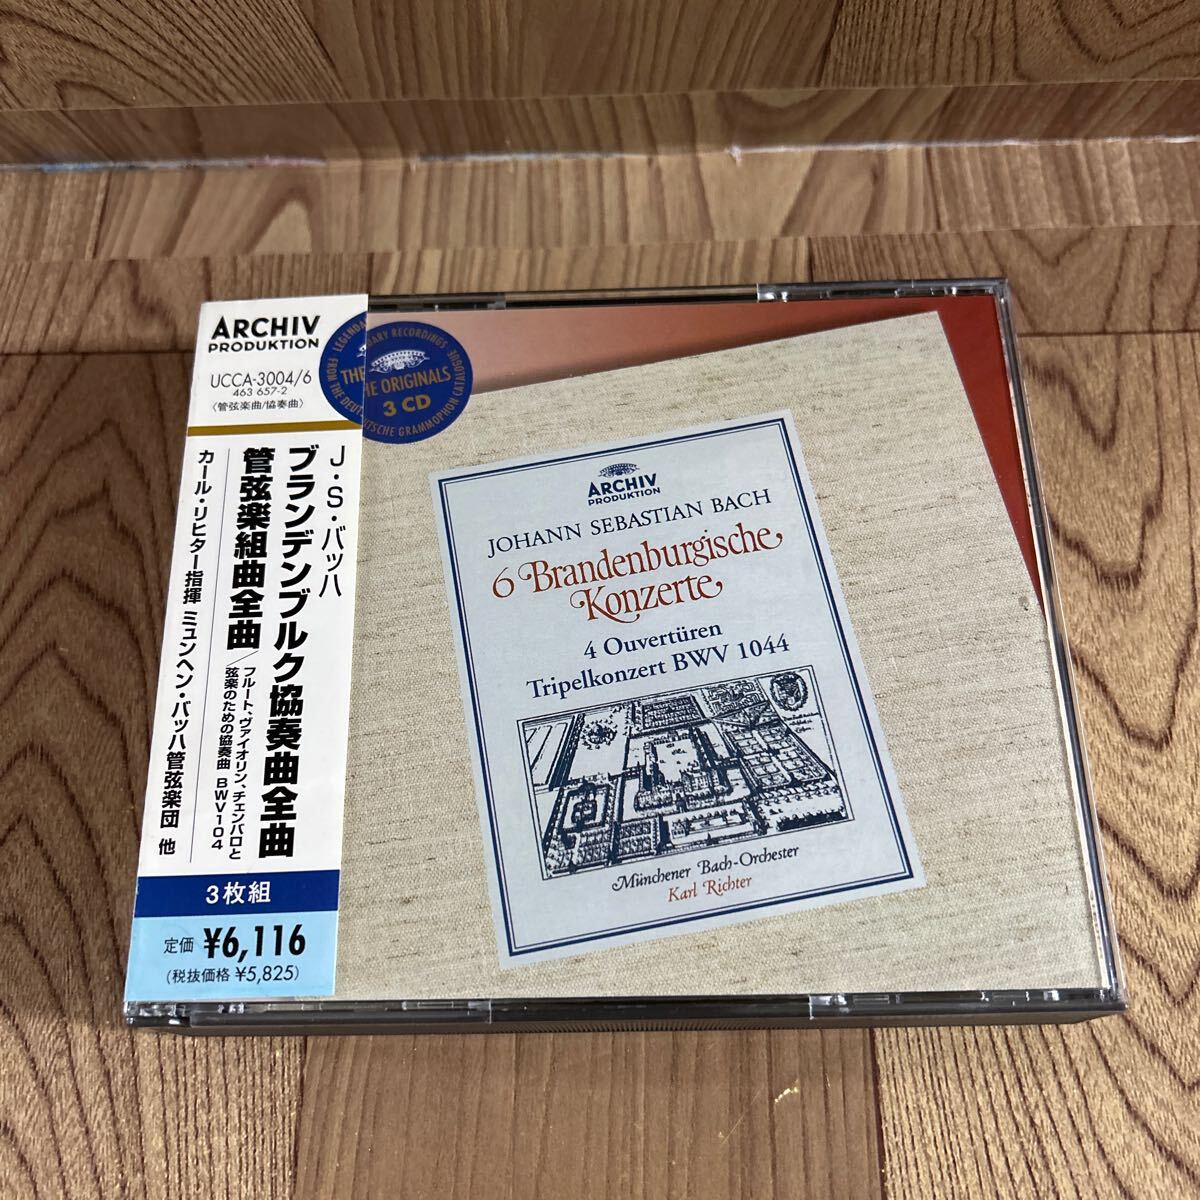 ARCHIV
PRODUKTION
UCCA-3004/6
463 657-2
〈管弦楽曲/協奏曲〉
J・S・バッハ
ブランデンブルク協奏曲全曲
管弦楽組曲全曲/フルート、ヴァイオリン、チェンバロと
弦楽のための協奏曲 BWV104
カール・リヒター指揮 ミュンヘン・バッハ管弦楽団 他
3枚組
定価 ¥6,116
(税抜価格 ¥5,825)
ARY RECORDINGS
THE
HE ORIGINALS
3 CD
ARCHIV
PRODUKTION
JOHANN SEBASTIAN BACH
6 Brandenburgische
Konzerte
4 Ouvertüren
Tripelkonzert BWV 1044
Münchener Bach-Orchester
Karl Richter